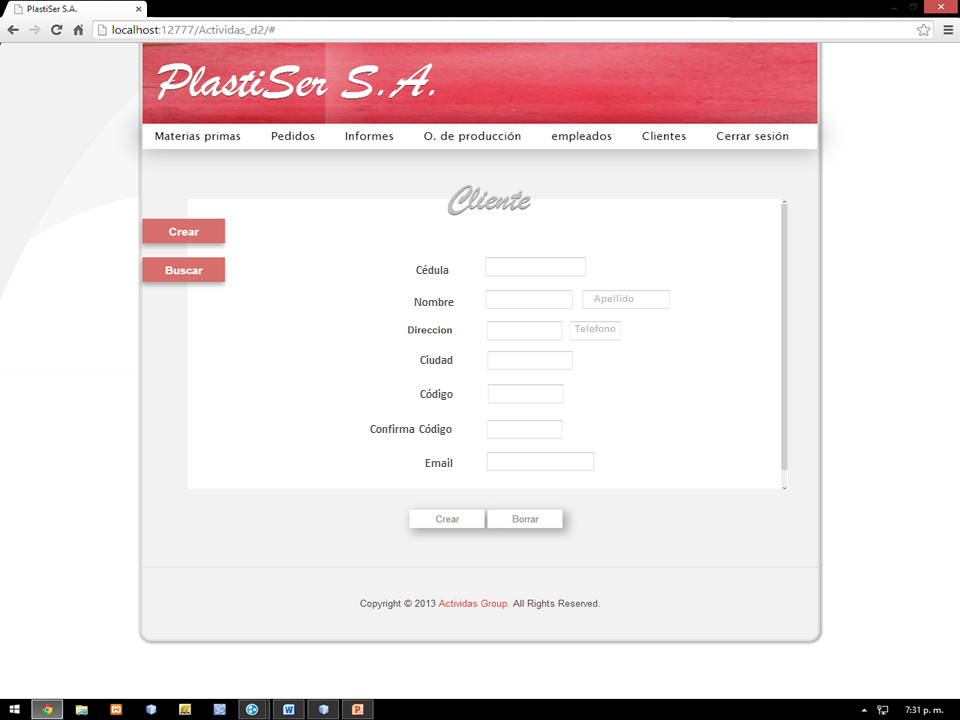 PlastiSer S.A.
localhost:12777/Actividas_d2/#
PlastiSer S.A.
Materias primas Pedidos Informes O. de producción empleados Clientes Cerrar sesión
Cliente
Crear
Buscar
Cédula
Nombre Apellido
Direccion Telefono
Ciudad
Código
Confirma Código
Email
Crear Borrar
Copyright © 2013 Actividas Group. All Rights Reserved.
7:31 p. m.